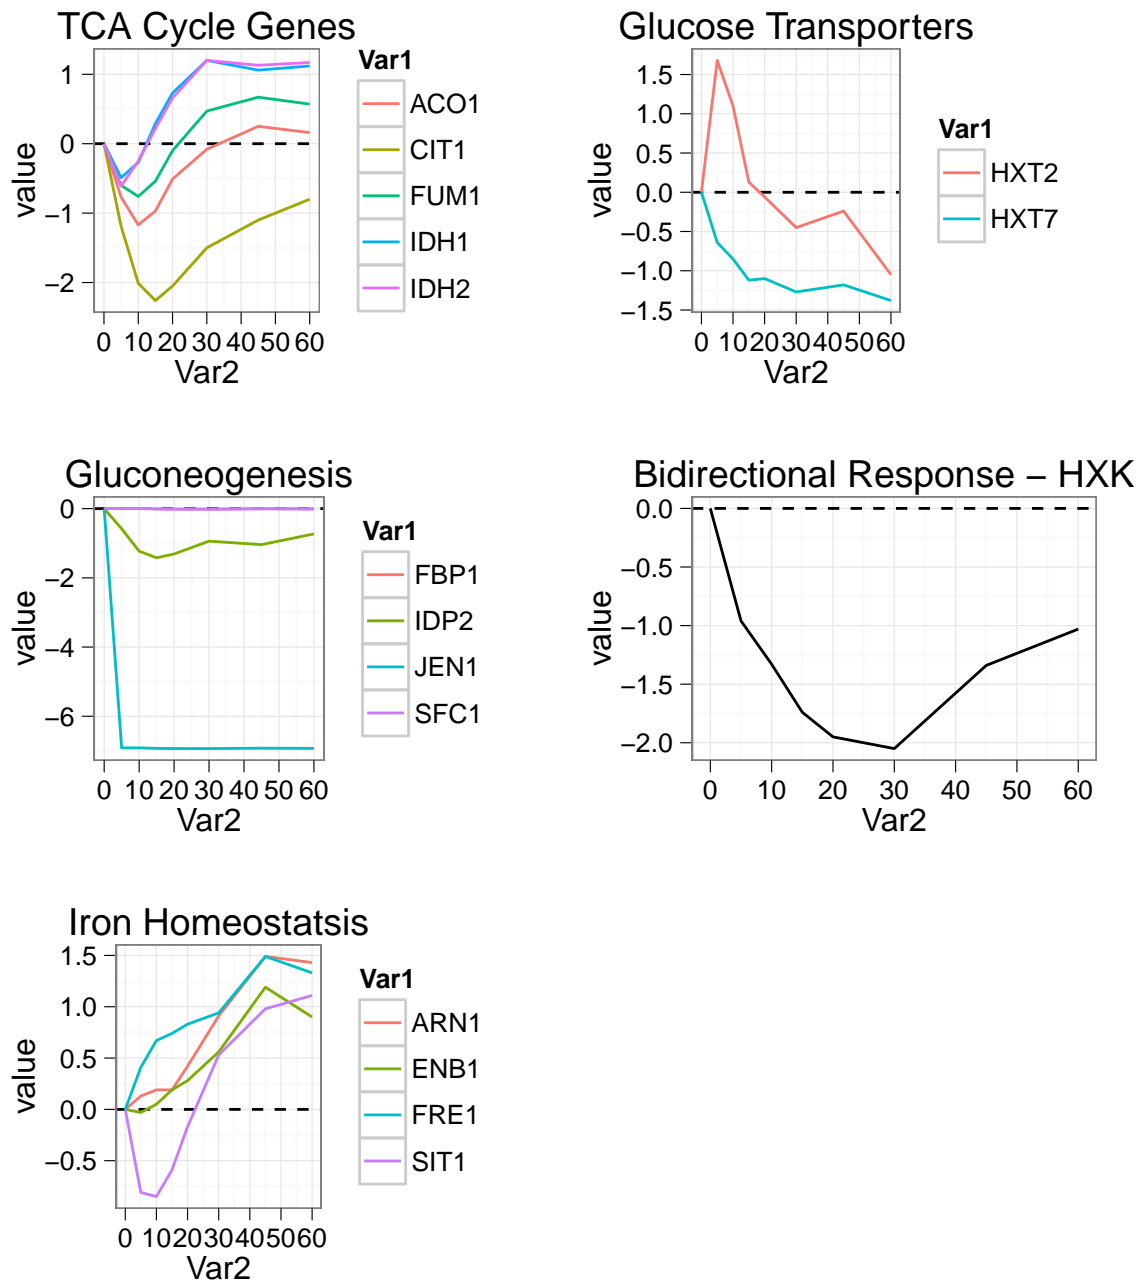 TCA Cycle Genes
value
1
0
−1
−2
0 10 20 30 40 50 60
Var2
Var1
ACO1
CIT1
FUM1
IDH1
IDH2
Glucose Transporters
value
1.5
1.0
0.5
0.0
−0.5
−1.0
−1.5
0 10 20 30 40 50 60
Var2
Var1
HXT2
HXT7
Gluconeogenesis
value
0
−2
−4
−6
0 10 20 30 40 50 60
Var2
Var1
FBP1
IDP2
JEN1
SFC1
Bidirectional Response − HXK
value
0.0
−0.5
−1.0
−1.5
−2.0
0 10 20 30 40 50 60
Var2
Iron Homeostatsis
value
1.5
1.0
0.5
0.0
−0.5
0 10 20 30 40 50 60
Var2
Var1
ARN1
ENB1
FRE1
SIT1